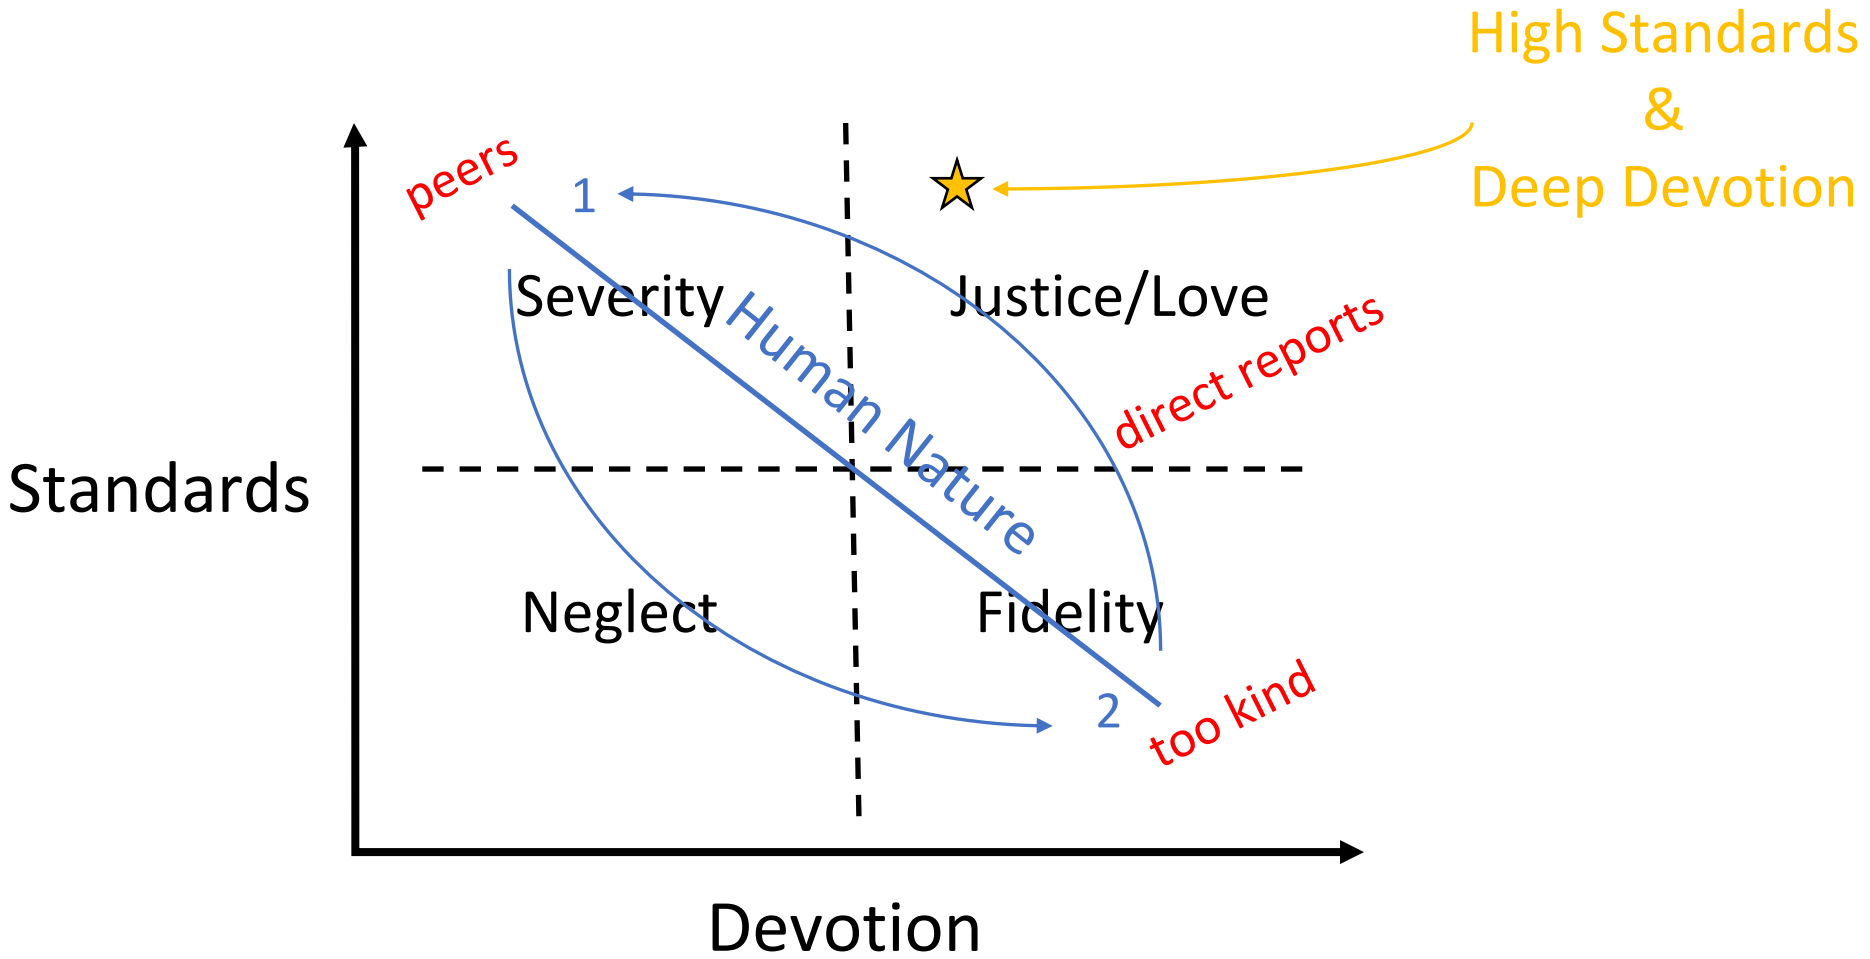 High Standards
&
Deep Devotion
peers
1
Severity
Justice/Love
Human Nature
direct reports
Standards
Neglect
Fidelity
2
too kind
Devotion